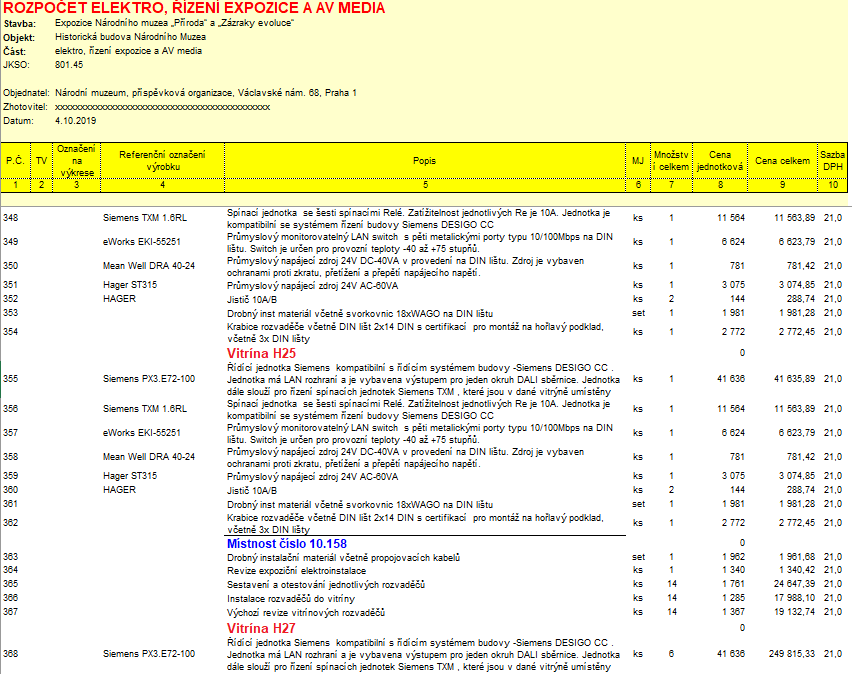 ROZPOČET ELEKTRO, ŘÍZENÍ EXPOZICE A AV MEDIA
Stavba: Expozice Národního muzea „Příroda“ a „Zázraky evoluce“
Objekt: Historická budova Národního Muzea
Část: elektro, řízení expozice a AV media
JKSO: 801.45
Objednatel: Národní muzeum, příspěvková organizace, Václavské nám. 68, Praha 1
Zhotovitel: xxxxxxxxxxxxxxxxxxxxxxxxxxxxxxxxxxxxxxxxxxx
Datum: 4.10.2019
P.Č. TV Označení na výkrese Referenční označení výrobku Popis MJ Množstv í celkem Cena jednotková Cena celkem Sazba DPH
1 2 3 4 5 6 7 8 9 10
348 Siemens TXM 1.6RL Spínací jednotka se šesti spínacími Relé. Zatížitelnost jednotlivých Re je 10A. Jednotka je
kompatibilní se systémem řízení budovy Siemens DESIGO CC ks 1 11 564 11 563,89 21,0
349 eWorks EKI-55251 Průmyslový monitorovatelný LAN switch s pěti metalickými porty typu 10/100Mbps na DIN
lištu. Switch je určen pro provozní teploty -40 až +75 stupňů. ks 1 6 624 6 623,79 21,0
350 Mean Well DRA 40-24 Průmyslový napájecí zdroj 24V DC-40VA v provedení na DIN lištu. Zdroj je vybaven
ochranami proti zkratu, přetížení a přepětí napájecího napětí. ks 1 781 781,42 21,0
351 Hager ST315 Průmyslový napájecí zdroj 24V AC-60VA ks 1 3 075 3 074,85 21,0
352 HAGER Jistič 10A/B ks 2 144 288,74 21,0
353 Drobný inst materiál včetně svorkovnic 18xWAGO na DIN lištu set 1 1 981 1 981,28 21,0
354 Krabice rozvaděče včetně DIN lišt 2x14 DIN s certifikací pro montáž na hořlavý podklad,
včetně 3x DIN lišty ks 1 2 772 2 772,45 21,0
Vitrína H25 0
355 Siemens PX3.E72-100 Řídící jednotka Siemens kompatibilní s řídícím systémem budovy -Siemens DESIGO CC .
Jednotka má LAN rozhraní a je vybavena výstupem pro jeden okruh DALI sběrnice. Jednotka
dále slouží pro řízení spínacích jednotek Siemens TXM , které jsou v dané vitrýně umístěny ks 1 41 636 41 635,89 21,0
356 Siemens TXM 1.6RL Spínací jednotka se šesti spínacími Relé. Zatížitelnost jednotlivých Re je 10A. Jednotka je
kompatibilní se systémem řízení budovy Siemens DESIGO CC ks 1 11 564 11 563,89 21,0
357 eWorks EKI-55251 Průmyslový monitorovatelný LAN switch s pěti metalickými porty typu 10/100Mbps na DIN
lištu. Switch je určen pro provozní teploty -40 až +75 stupňů. ks 1 6 624 6 623,79 21,0
358 Mean Well DRA 40-24 Průmyslový napájecí zdroj 24V DC-40VA v provedení na DIN lištu. Zdroj je vybaven
ochranami proti zkratu, přetížení a přepětí napájecího napětí. ks 1 781 781,42 21,0
359 Hager ST315 Průmyslový napájecí zdroj 24V AC-60VA ks 1 3 075 3 074,85 21,0
360 HAGER Jistič 10A/B ks 2 144 288,74 21,0
361 Drobný inst materiál včetně svorkovnic 18xWAGO na DIN lištu set 1 1 981 1 981,28 21,0
362 Krabice rozvaděče včetně DIN lišt 2x14 DIN s certifikací pro montáž na hořlavý podklad,
včetně 3x DIN lišty ks 1 2 772 2 772,45 21,0
Místnost číslo 10.158 0
363 Drobný instalační materiál včetně propojovacích kabelů set 1 1 962 1 961,68 21,0
364 Revize expoziční elektroinstalace ks 1 1 340 1 340,42 21,0
365 Sestavení a otestování jednotlivých rozvaděčů ks 14 1 761 24 647,39 21,0
366 Instalace rozvaděčů do vitríny ks 14 1 285 17 988,10 21,0
367 Výchozí revize vitrínových rozvaděčů ks 14 1 367 19 132,74 21,0
Vitrína H27 0
368 Siemens PX3.E72-100 Řídící jednotka Siemens kompatibilní s řídícím systémem budovy -Siemens DESIGO CC .
Jednotka má LAN rozhraní a je vybavena výstupem pro jeden okruh DALI sběrnice. Jednotka
dále slouží pro řízení spínacích jednotek Siemens TXM , které jsou v dané vitrýně umístěny ks 6 41 636 249 815,33 21,0